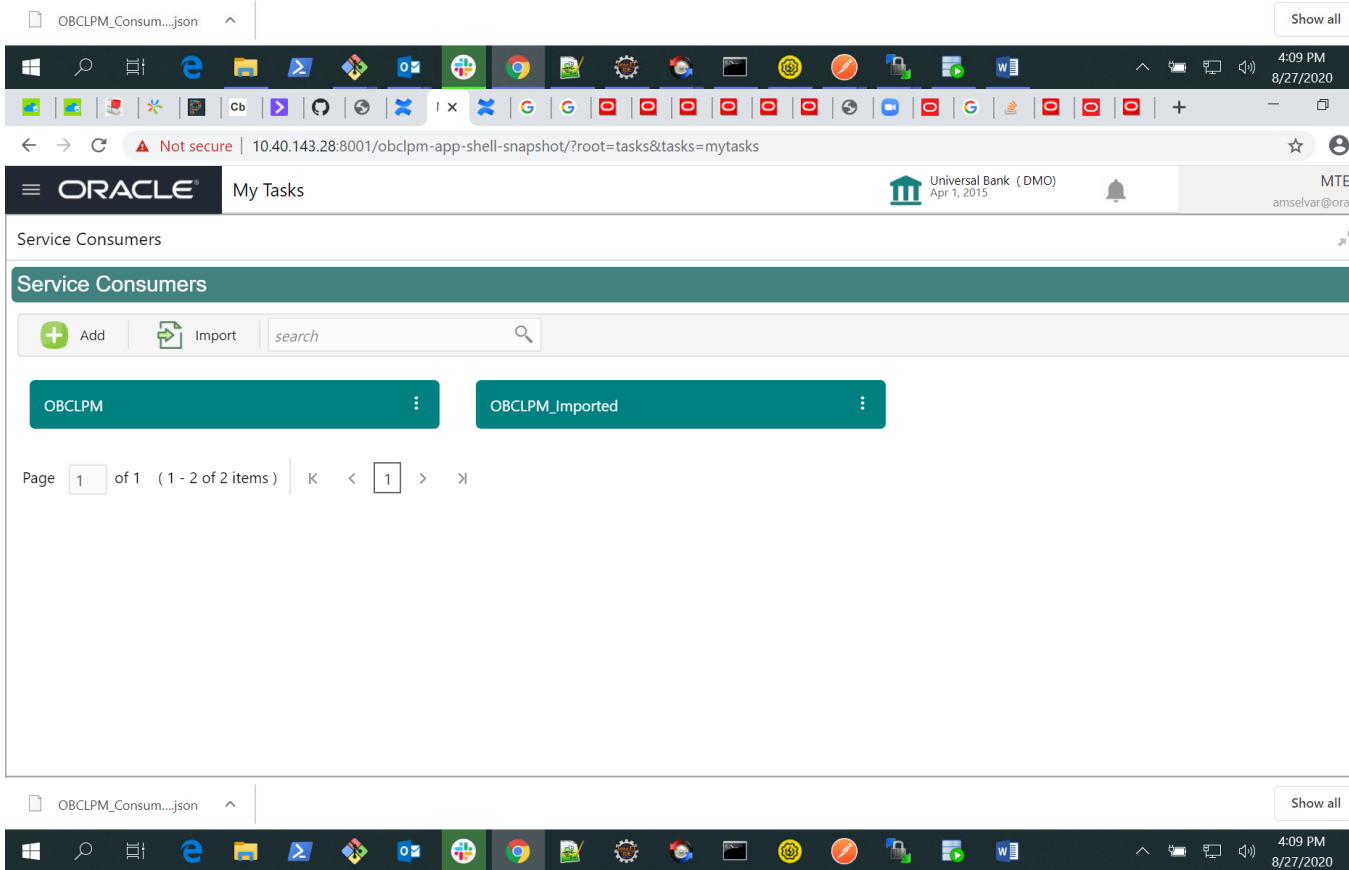 OBCLPM_Consum....json
Show all
4:09 PM
8/27/2020
Cb
Not secure | 10.40.143.28:8001/obclpm-app-shell-snapshot/?root=tasks&tasks=mytasks
ORACLE® My Tasks
Universal Bank ( DMO)
Apr 1, 2015
MTE
amselvar@ora
Service Consumers
Service Consumers
Add Import search
OBCLPM OBCLPM_Imported
Page 1 of 1 ( 1 - 2 of 2 items ) 1
OBCLPM_Consum....json
Show all
4:09 PM
8/27/2020